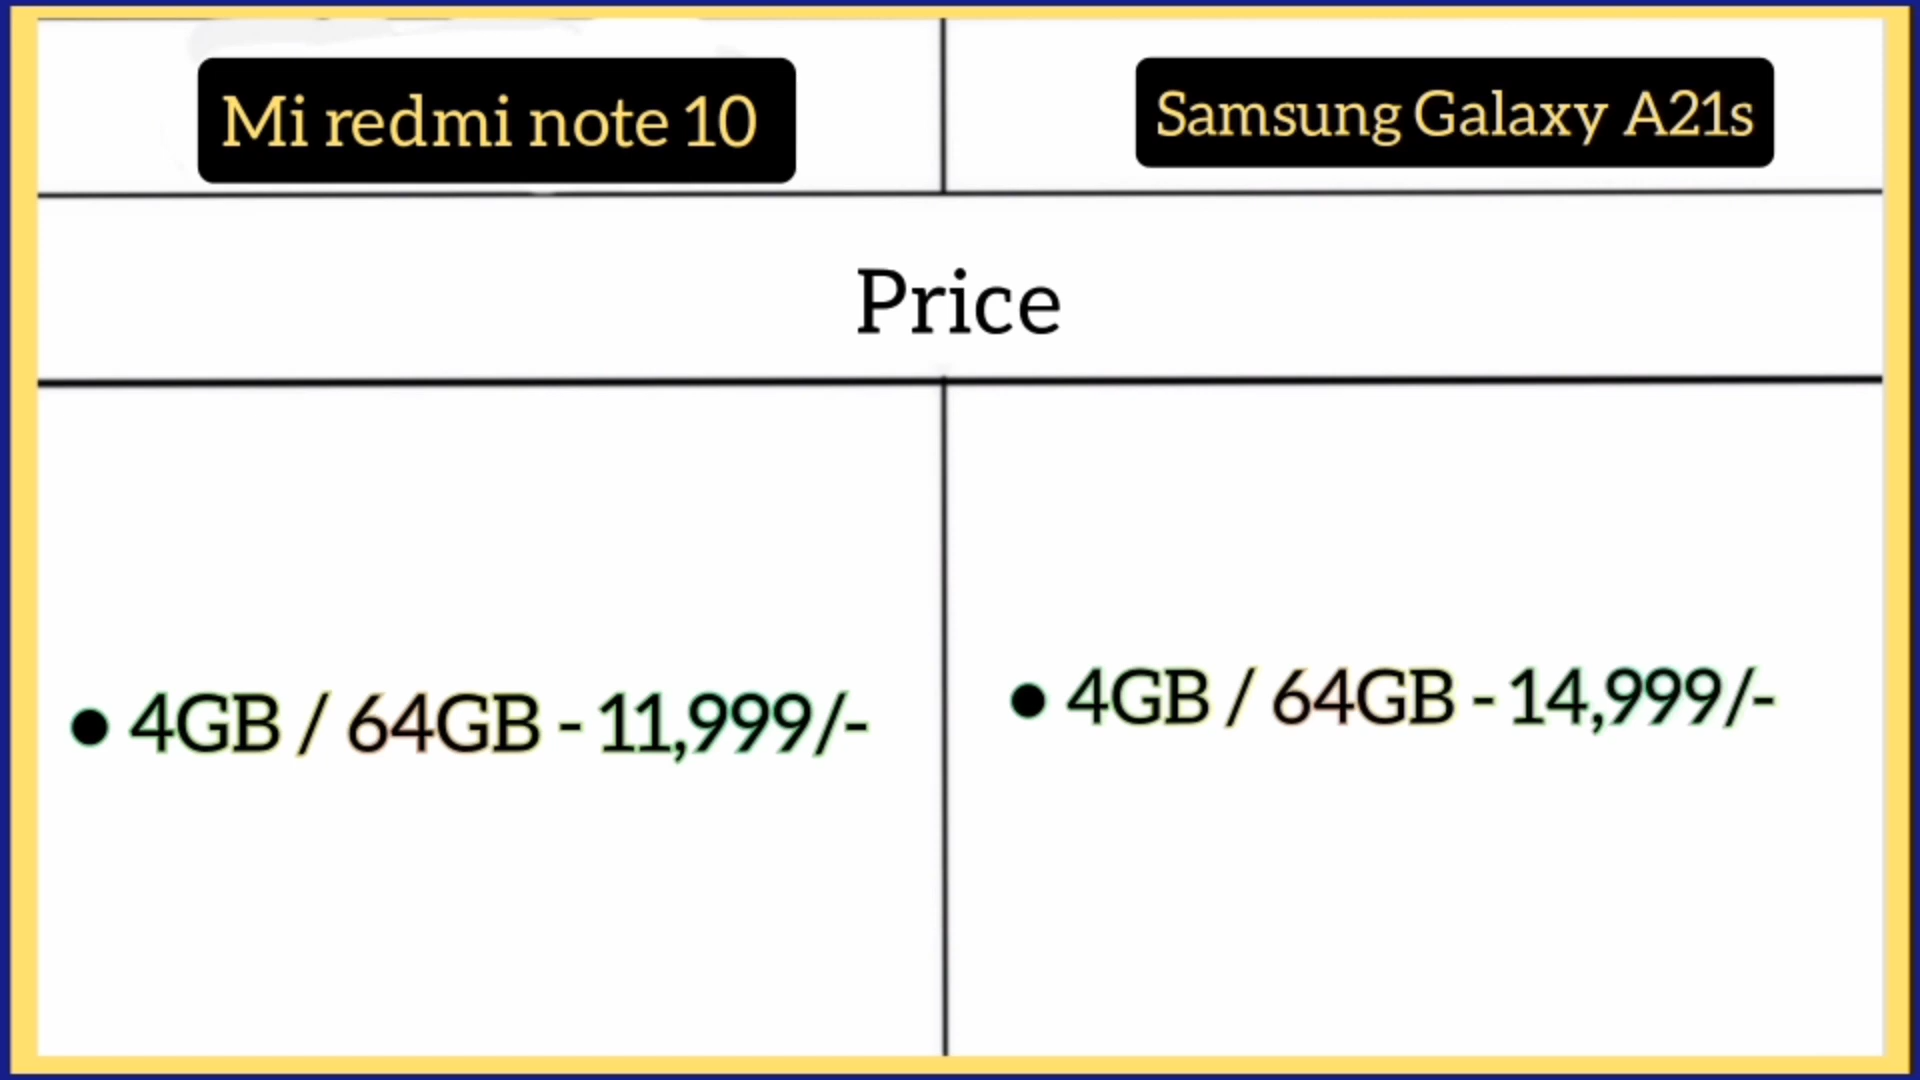 Mi redmi note 10
Samsung Galaxy A21s
Price
● 4GB / 64GB - 11,999/-
● 4GB / 64GB - 14,999/-